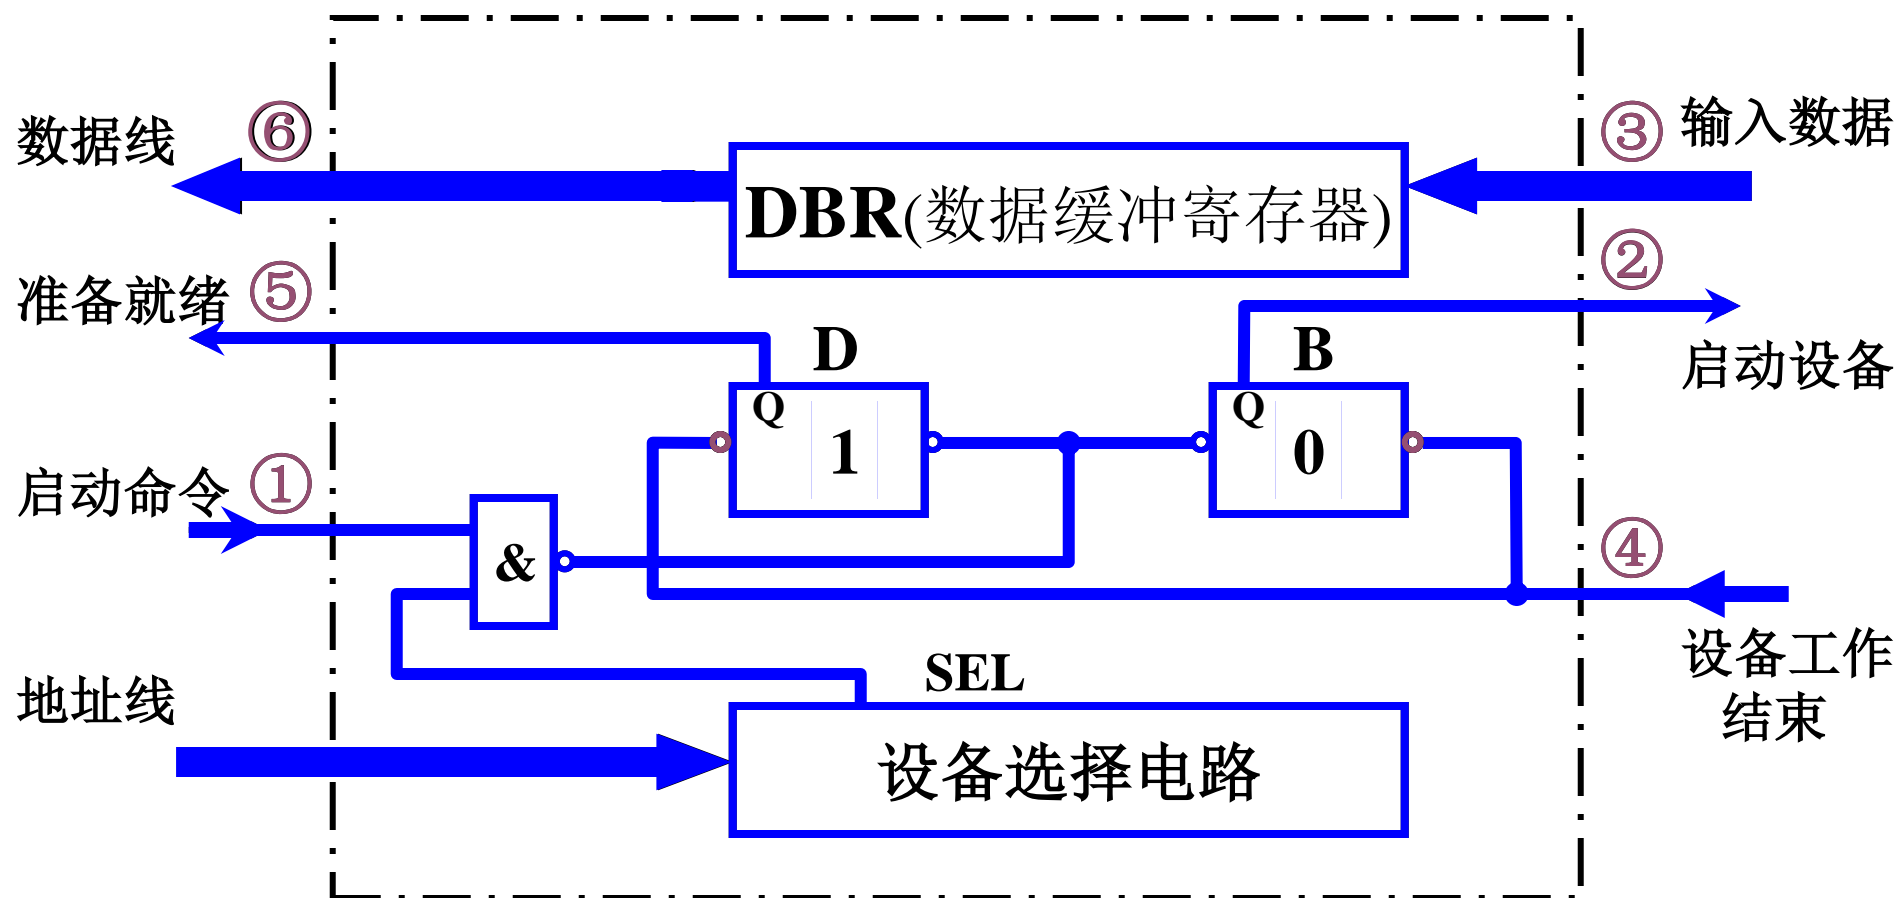 数据线
⑥
③
输入数据
DBR(数据缓冲寄存器)
②
准备就绪
⑤
D
B
启动设备
Q
1
Q
0
启动命令
①
&
④
设备工作
结束
SEL
地址线
设备选择电路